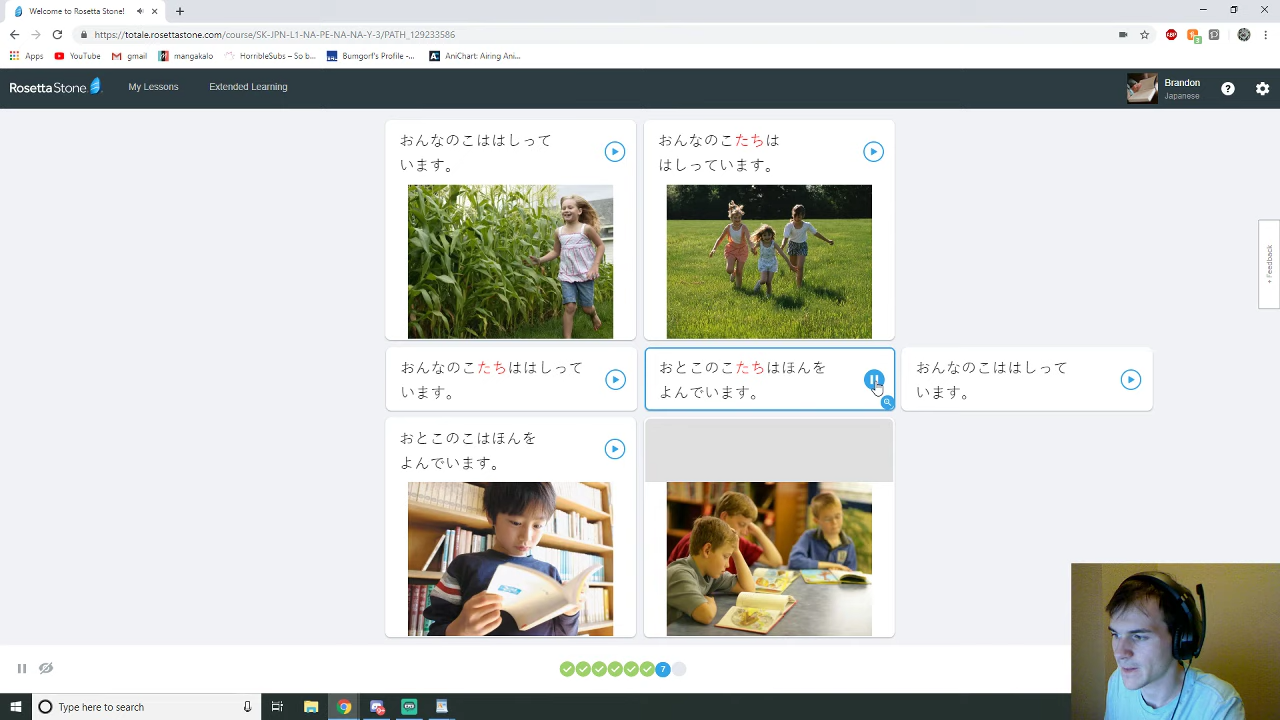 Welcome to Rosetta Stone!
https://totale.rosettastone.com/course/SK-JPN-L1-NA-PE-NA-NA-Y-3/PATH_129233586
Apps
YouTube
gmail
mangakalo
HorribleSubs – So b...
Bumgorf's Profile -...
AniChart: Airing Ani...
RosettaStone
My Lessons
Extended Learning
Brandon
Japanese
おんなのこははしって
います。
おんなのこたちは
はしっています。
おんなのこたちははしって
います。
おとこのこたちはほんを
よんでいます。
おんなのこははしって
います。
おとこのこはほんを
よんでいます。
+ Feedback
7
Type here to search